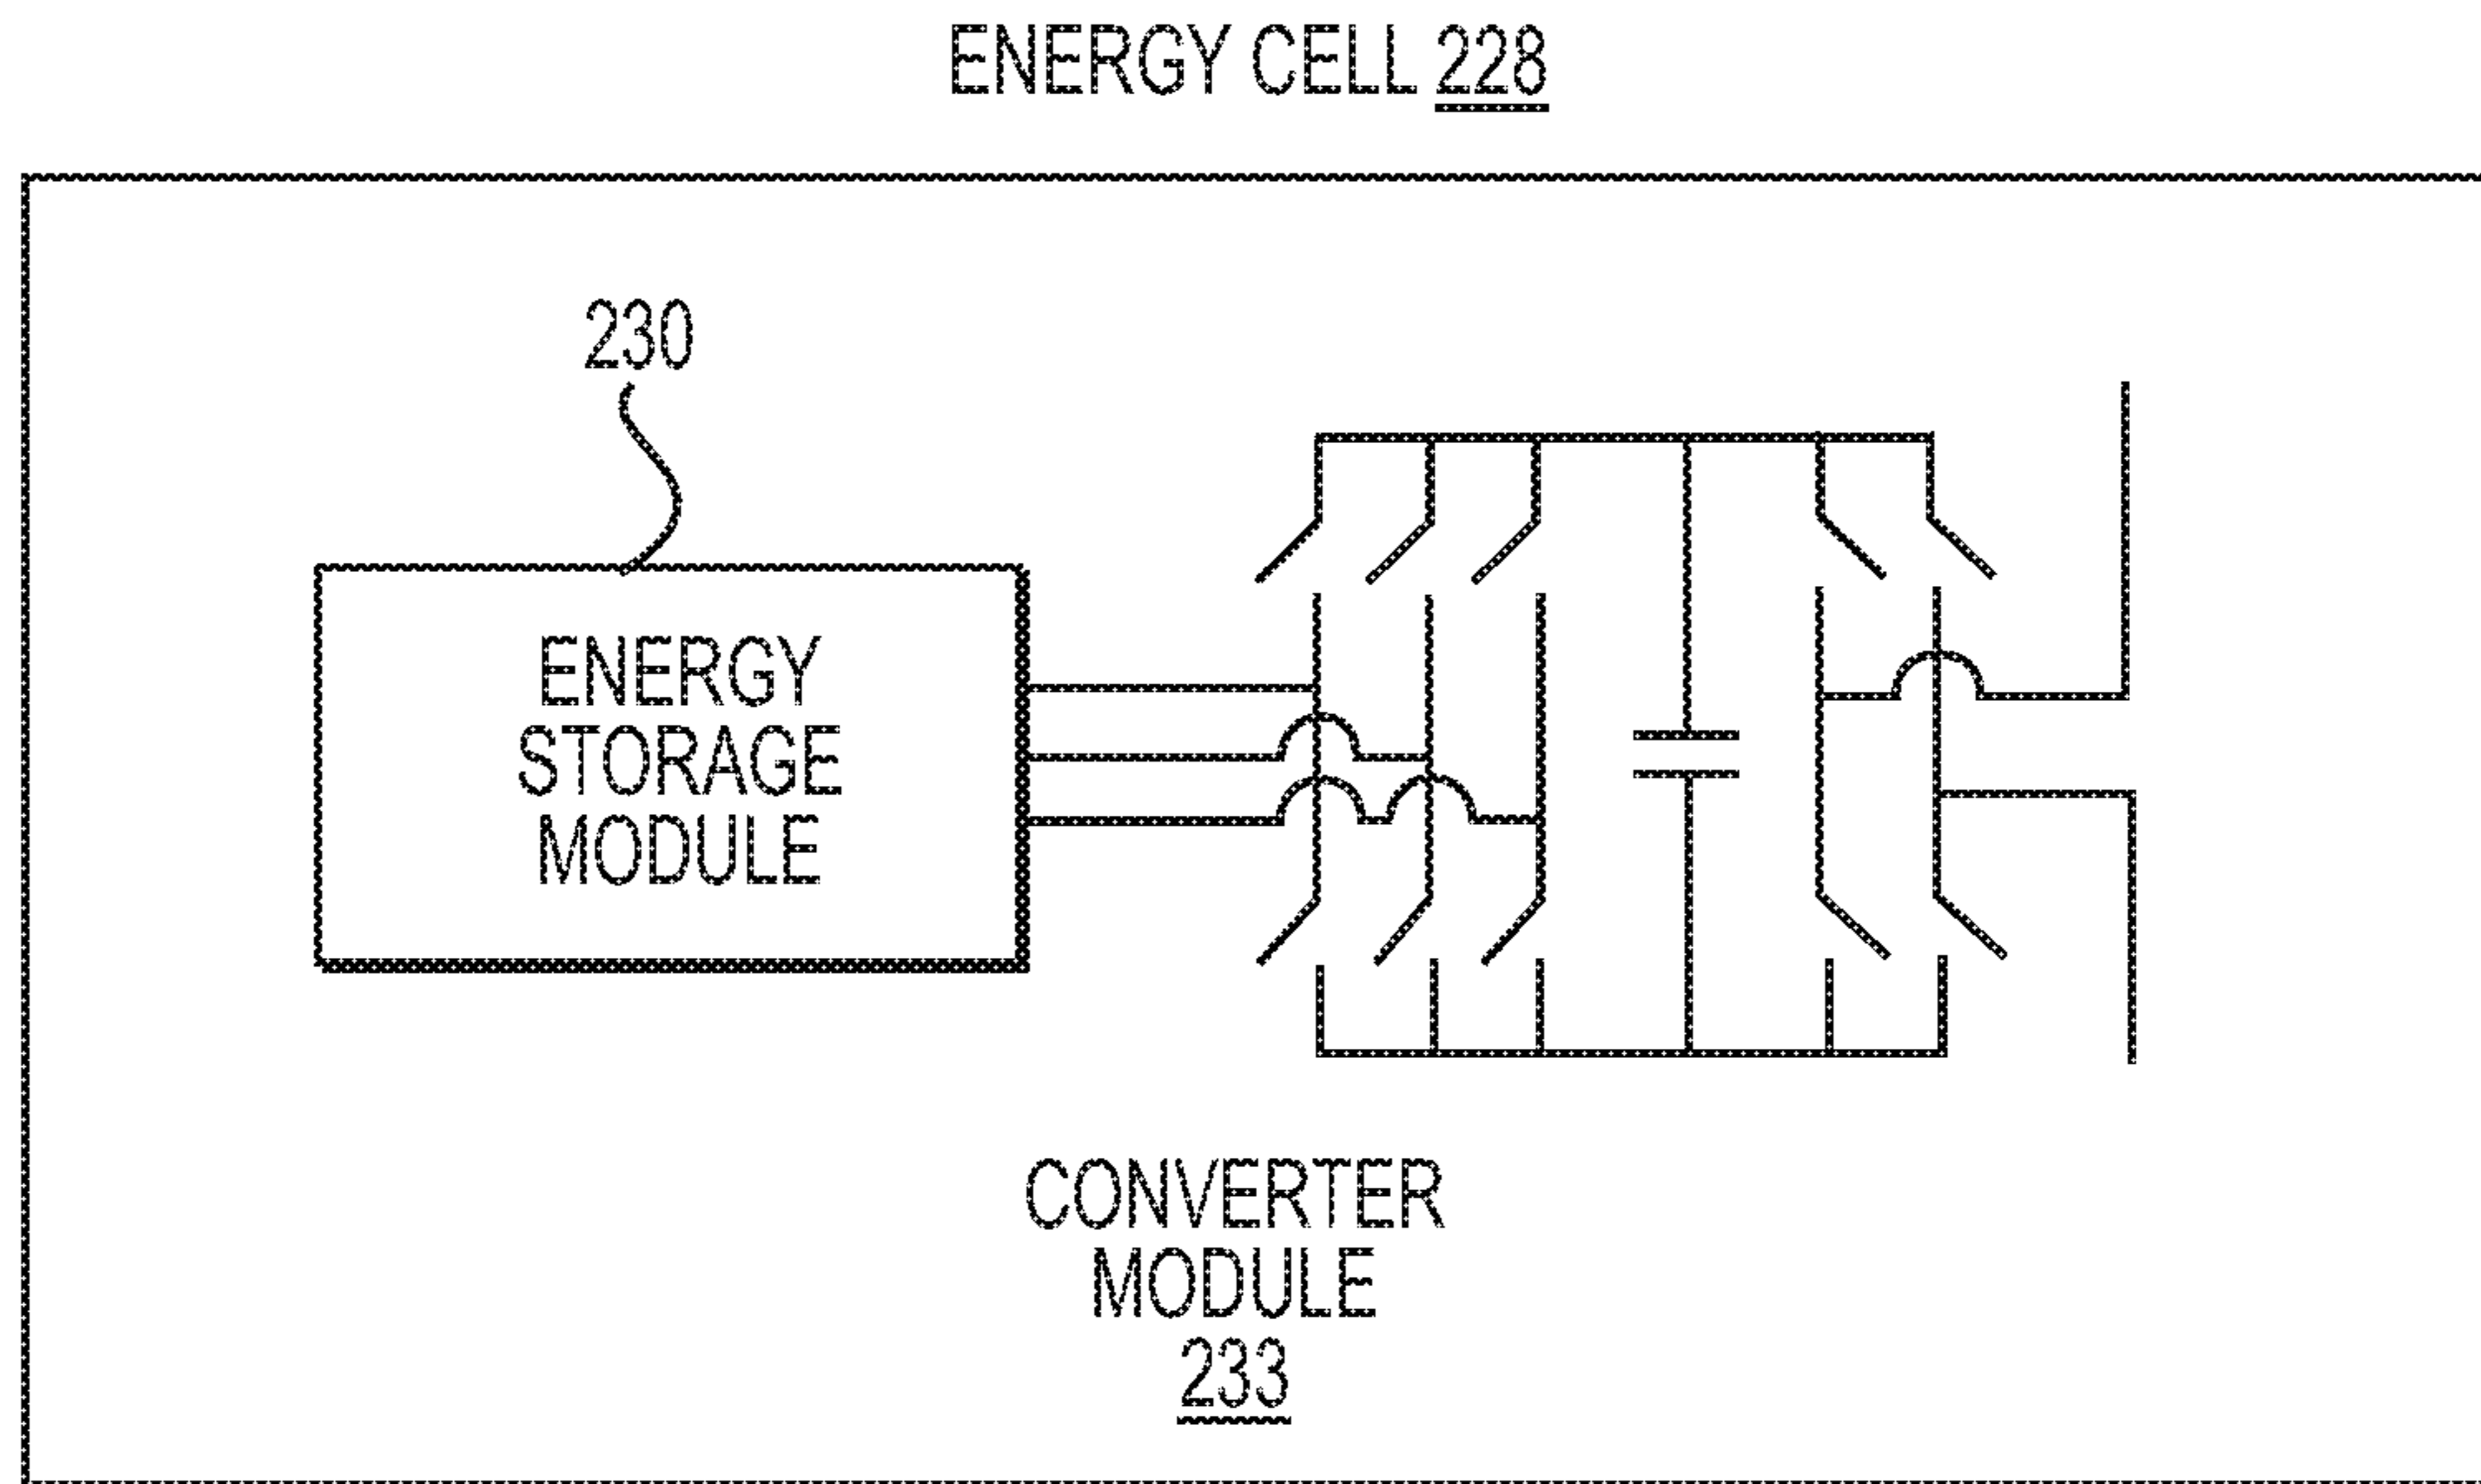 ENERGY CELL 228
230
ENERGY
STORAGE
MODULE
CONVERTER
MODULE
233